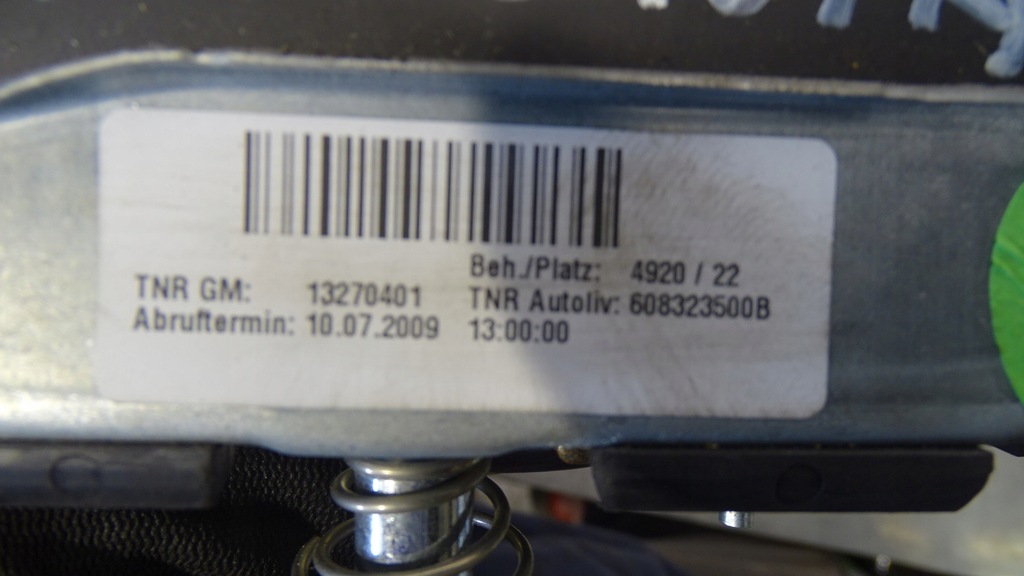 Beh./Platz: 4920 / 22
TNR GM: 13270401 TNR Autoliv: 608323500B
Abruftermin: 10.07.2009 13:00:00